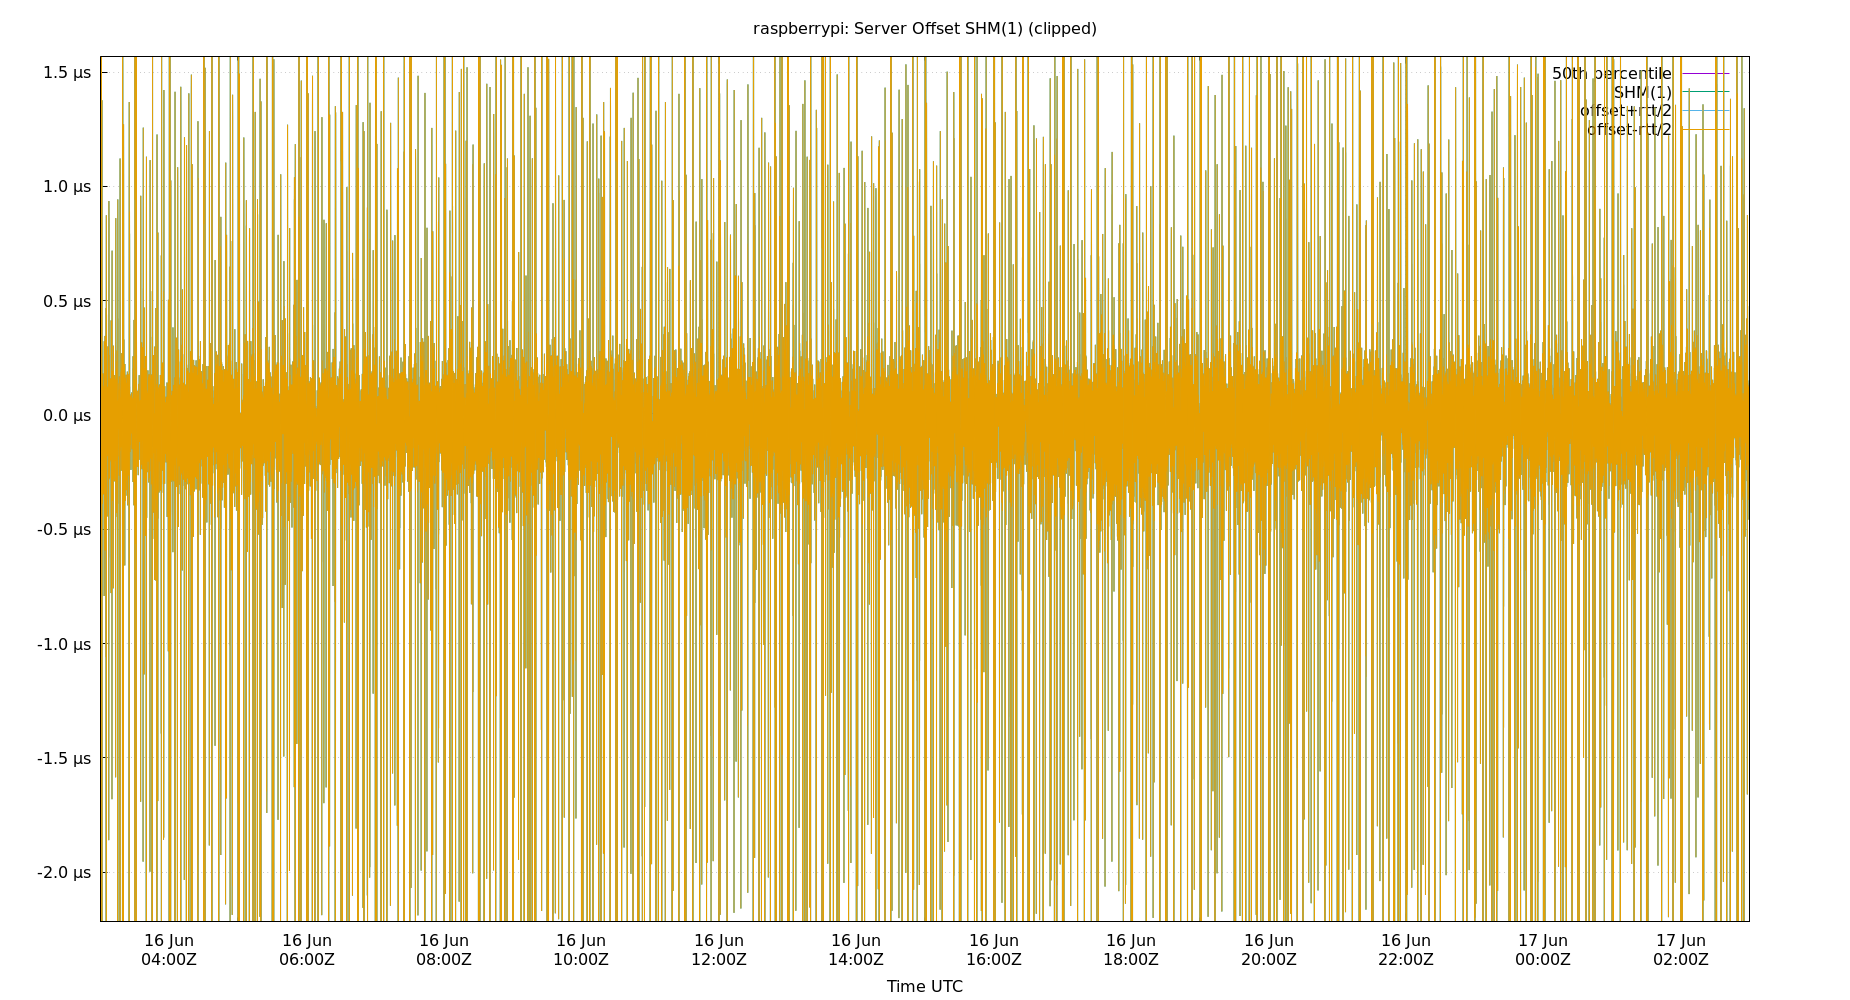 raspberrypi: Server Offset SHM(1) (clipped)
1.5 µs
1.0 µs
0.5 µs
0.0 µs
-0.5 µs
-1.0 µs
-1.5 µs
-2.0 µs
50th percentile
SHM(1)
offset+rtt/2
offset-rtt/2
16 Jun 16 Jun 16 Jun 16 Jun 16 Jun 16 Jun 16 Jun 16 Jun 16 Jun 16 Jun 17 Jun 17 Jun
04:00Z 06:00Z 08:00Z 10:00Z 12:00Z 14:00Z 16:00Z 18:00Z 20:00Z 22:00Z 00:00Z 02:00Z
Time UTC